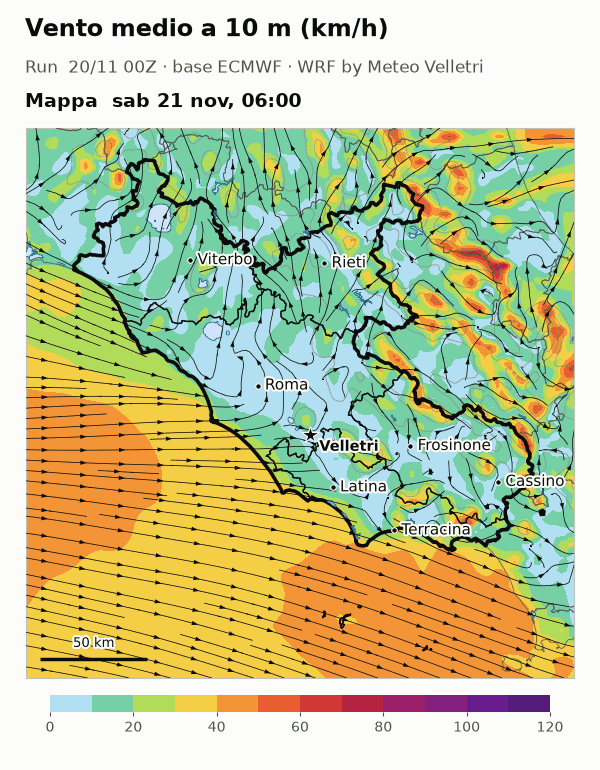 Vento medio a 10 m (km/h)
Run  20/11 00Z · base ECMWF · WRF by Meteo Velletri
Mappa  sab 21 nov, 06:00
Viterbo
Rieti
Roma
Velletri
Frosinone
Latina
Cassino
Terracina
50 km
0 20 40 60 80 100 120